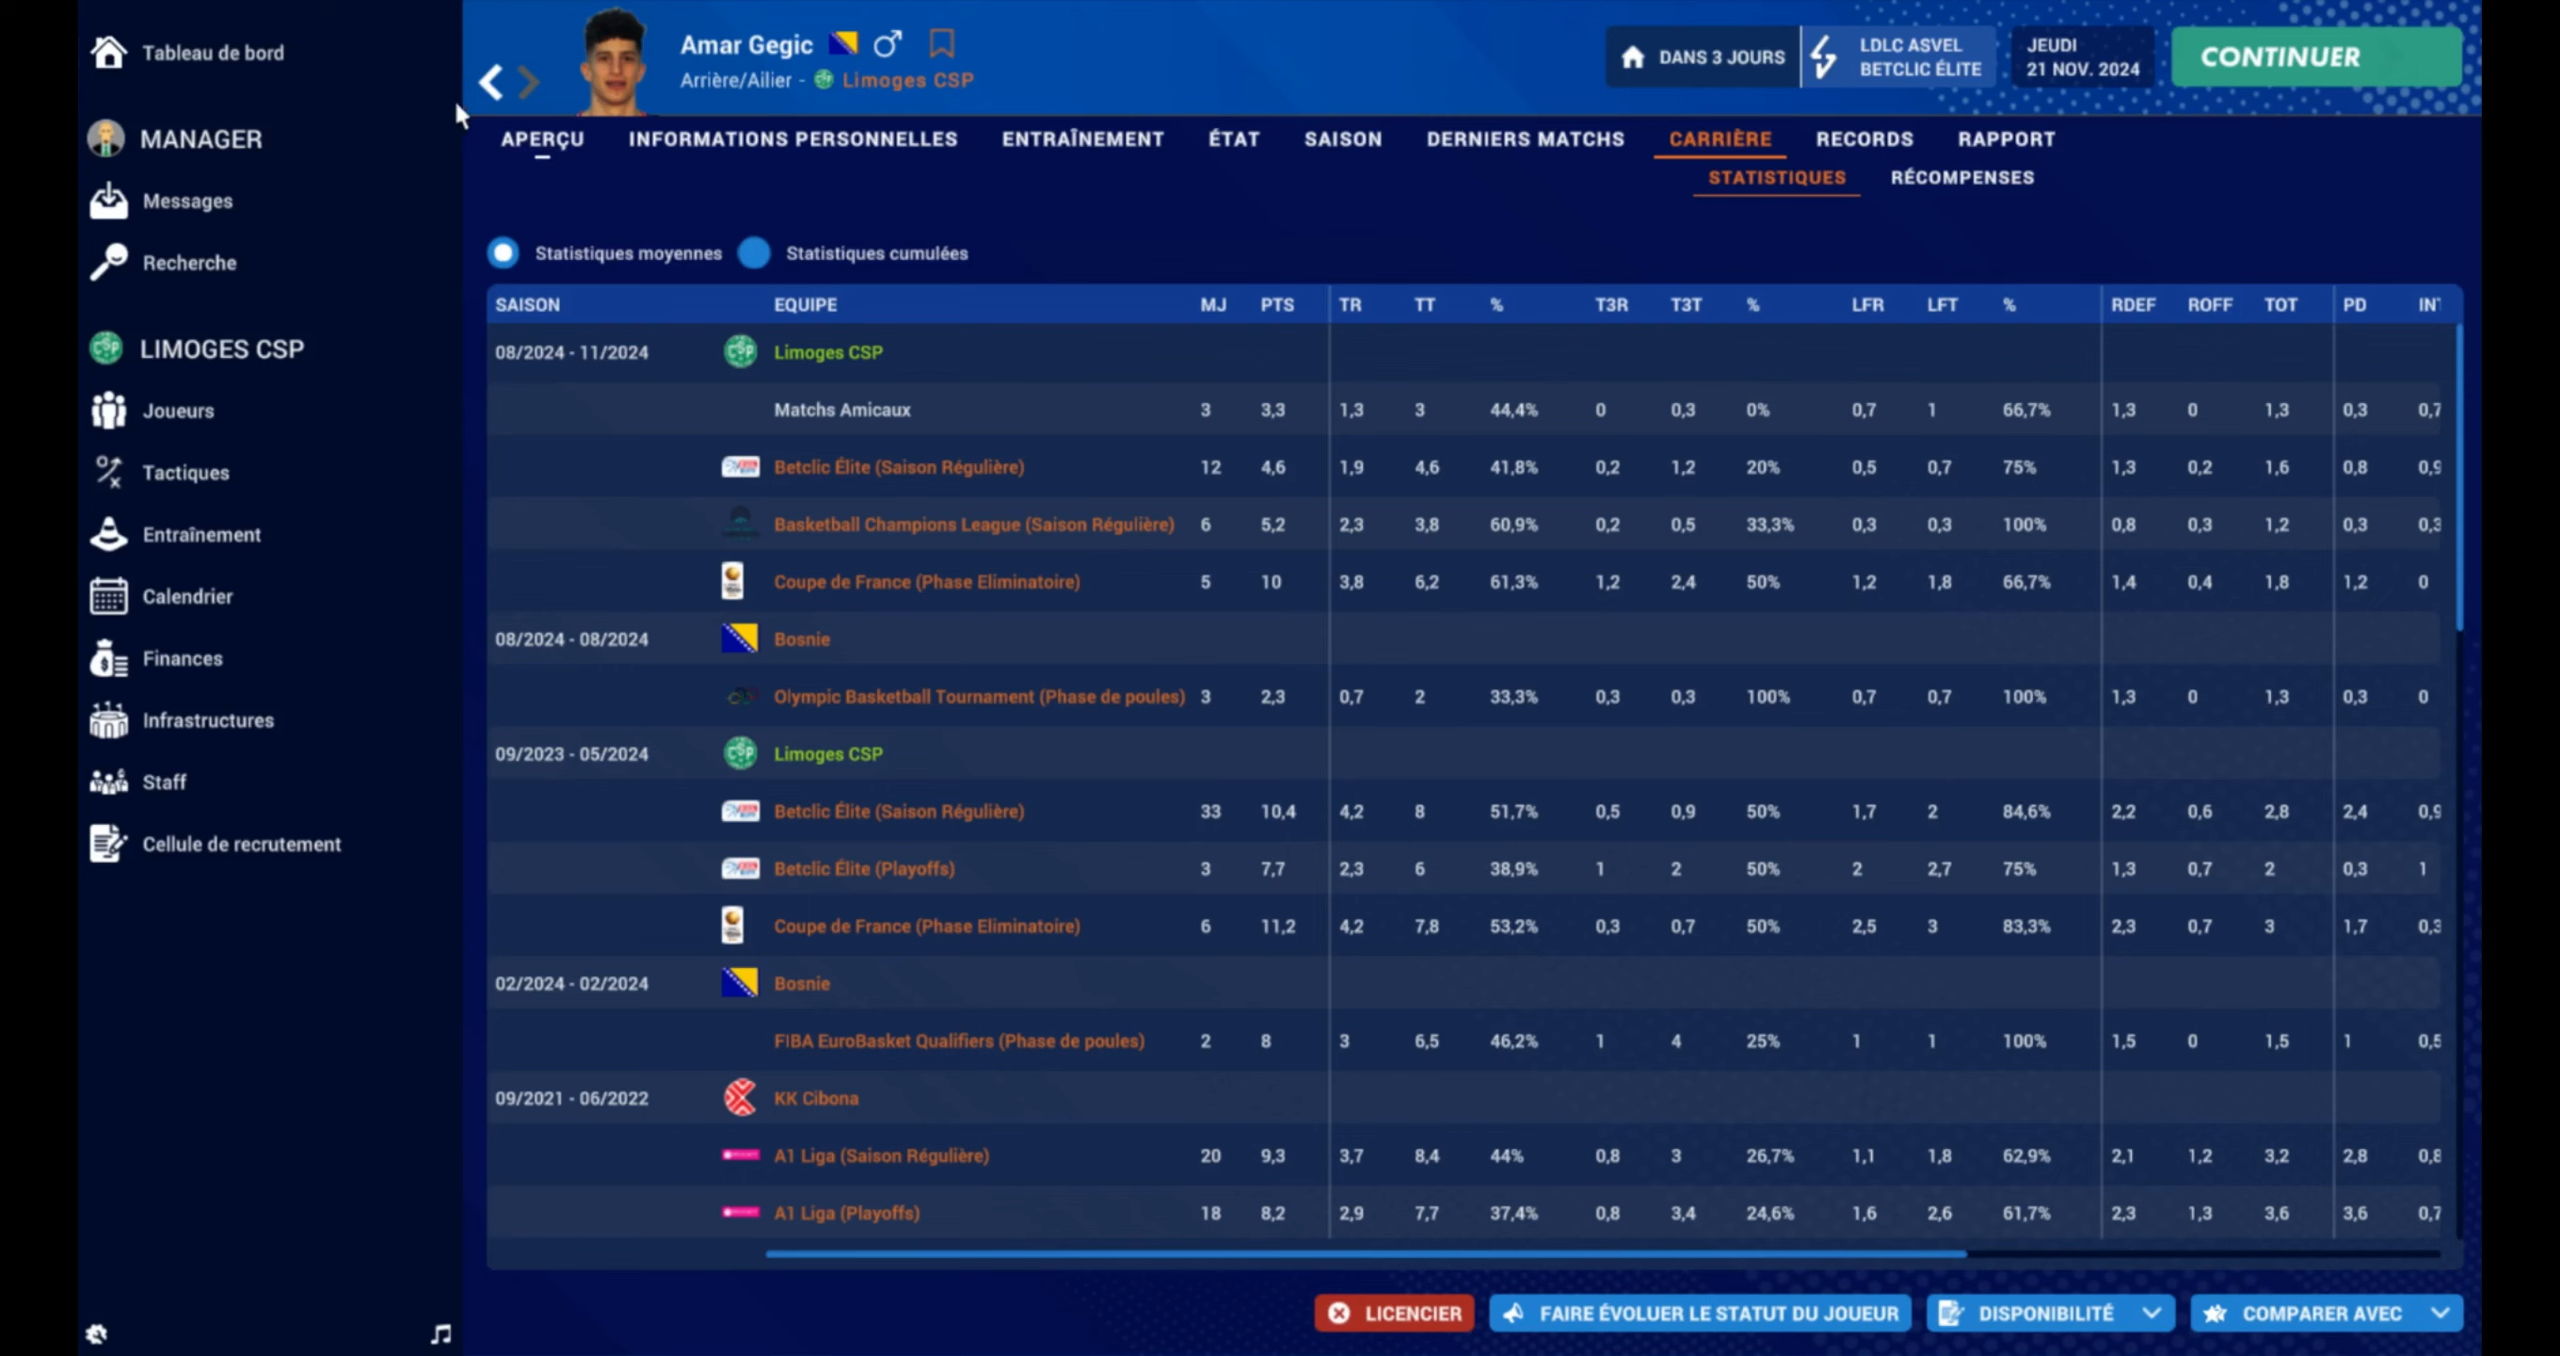 Tableau de bord
MANAGER
Messages
Recherche
LIMOGES CSP
Joueurs
Tactiques
Entraînement
Calendrier
Finances
Infrastructures
Staff
Cellule de recrutement
Amar Gegic
Arrière/Ailier - Limoges CSP
DANS 3 JOURS
LDLC ASVEL
BETCLIC ÉLITE
JEUDI
21 NOV. 2024
CONTINUER
APERÇU INFORMATIONS PERSONNELLES ENTRAÎNEMENT ÉTAT SAISON DERNIERS MATCHS CARRIÈRE RECORDS RAPPORT
STATISTIQUES RÉCOMPENSES
Statistiques moyennes Statistiques cumulées
SAISON EQUIPE MJ PTS TR TT % T3R T3T % LFR LFT % RDEF ROFF TOT PD INT
08/2024 - 11/2024 Limoges CSP
Matchs Amicaux 3 3,3 1,3 3 44,4% 0 0,3 0% 0,7 1 66,7% 1,3 0 1,3 0,3 0,7
Betclic Élite (Saison Régulière) 12 4,6 1,9 4,6 41,8% 0,2 1,2 20% 0,5 0,7 75% 1,3 0,2 1,6 0,8 0,9
Basketball Champions League (Saison Régulière) 6 5,2 2,3 3,8 60,9% 0,2 0,5 33,3% 0,3 0,3 100% 0,8 0,3 1,2 0,3 0,3
Coupe de France (Phase Eliminatoire) 5 10 3,8 6,2 61,3% 1,2 2,4 50% 1,2 1,8 66,7% 1,4 0,4 1,8 1,2 0
08/2024 - 08/2024 Bosnie
Olympic Basketball Tournament (Phase de poules) 3 2,3 0,7 2 33,3% 0,3 0,3 100% 0,7 0,7 100% 1,3 0 1,3 0,3 0
09/2023 - 05/2024 Limoges CSP
Betclic Élite (Saison Régulière) 33 10,4 4,2 8 51,7% 0,5 0,9 50% 1,7 2 84,6% 2,2 0,6 2,8 2,4 0,9
Betclic Élite (Playoffs) 3 7,7 2,3 6 38,9% 1 2 50% 2 2,7 75% 1,3 0,7 2 0,3 1
Coupe de France (Phase Eliminatoire) 6 11,2 4,2 7,8 53,2% 0,3 0,7 50% 2,5 3 83,3% 2,3 0,7 3 1,7 0,3
02/2024 - 02/2024 Bosnie
FIBA EuroBasket Qualifiers (Phase de poules) 2 8 3 6,5 46,2% 1 4 25% 1 1 100% 1,5 0 1,5 1 0,5
09/2021 - 06/2022 KK Cibona
A1 Liga (Saison Régulière) 20 9,3 3,7 8,4 44% 0,8 3 26,7% 1,1 1,8 62,9% 2,1 1,2 3,2 2,8 0,8
A1 Liga (Playoffs) 18 8,2 2,9 7,7 37,4% 0,8 3,4 24,6% 1,6 2,6 61,7% 2,3 1,3 3,6 3,6 0,7
LICENCIER FAIRE ÉVOLUER LE STATUT DU JOUEUR DISPONIBILITÉ COMPARER AVEC